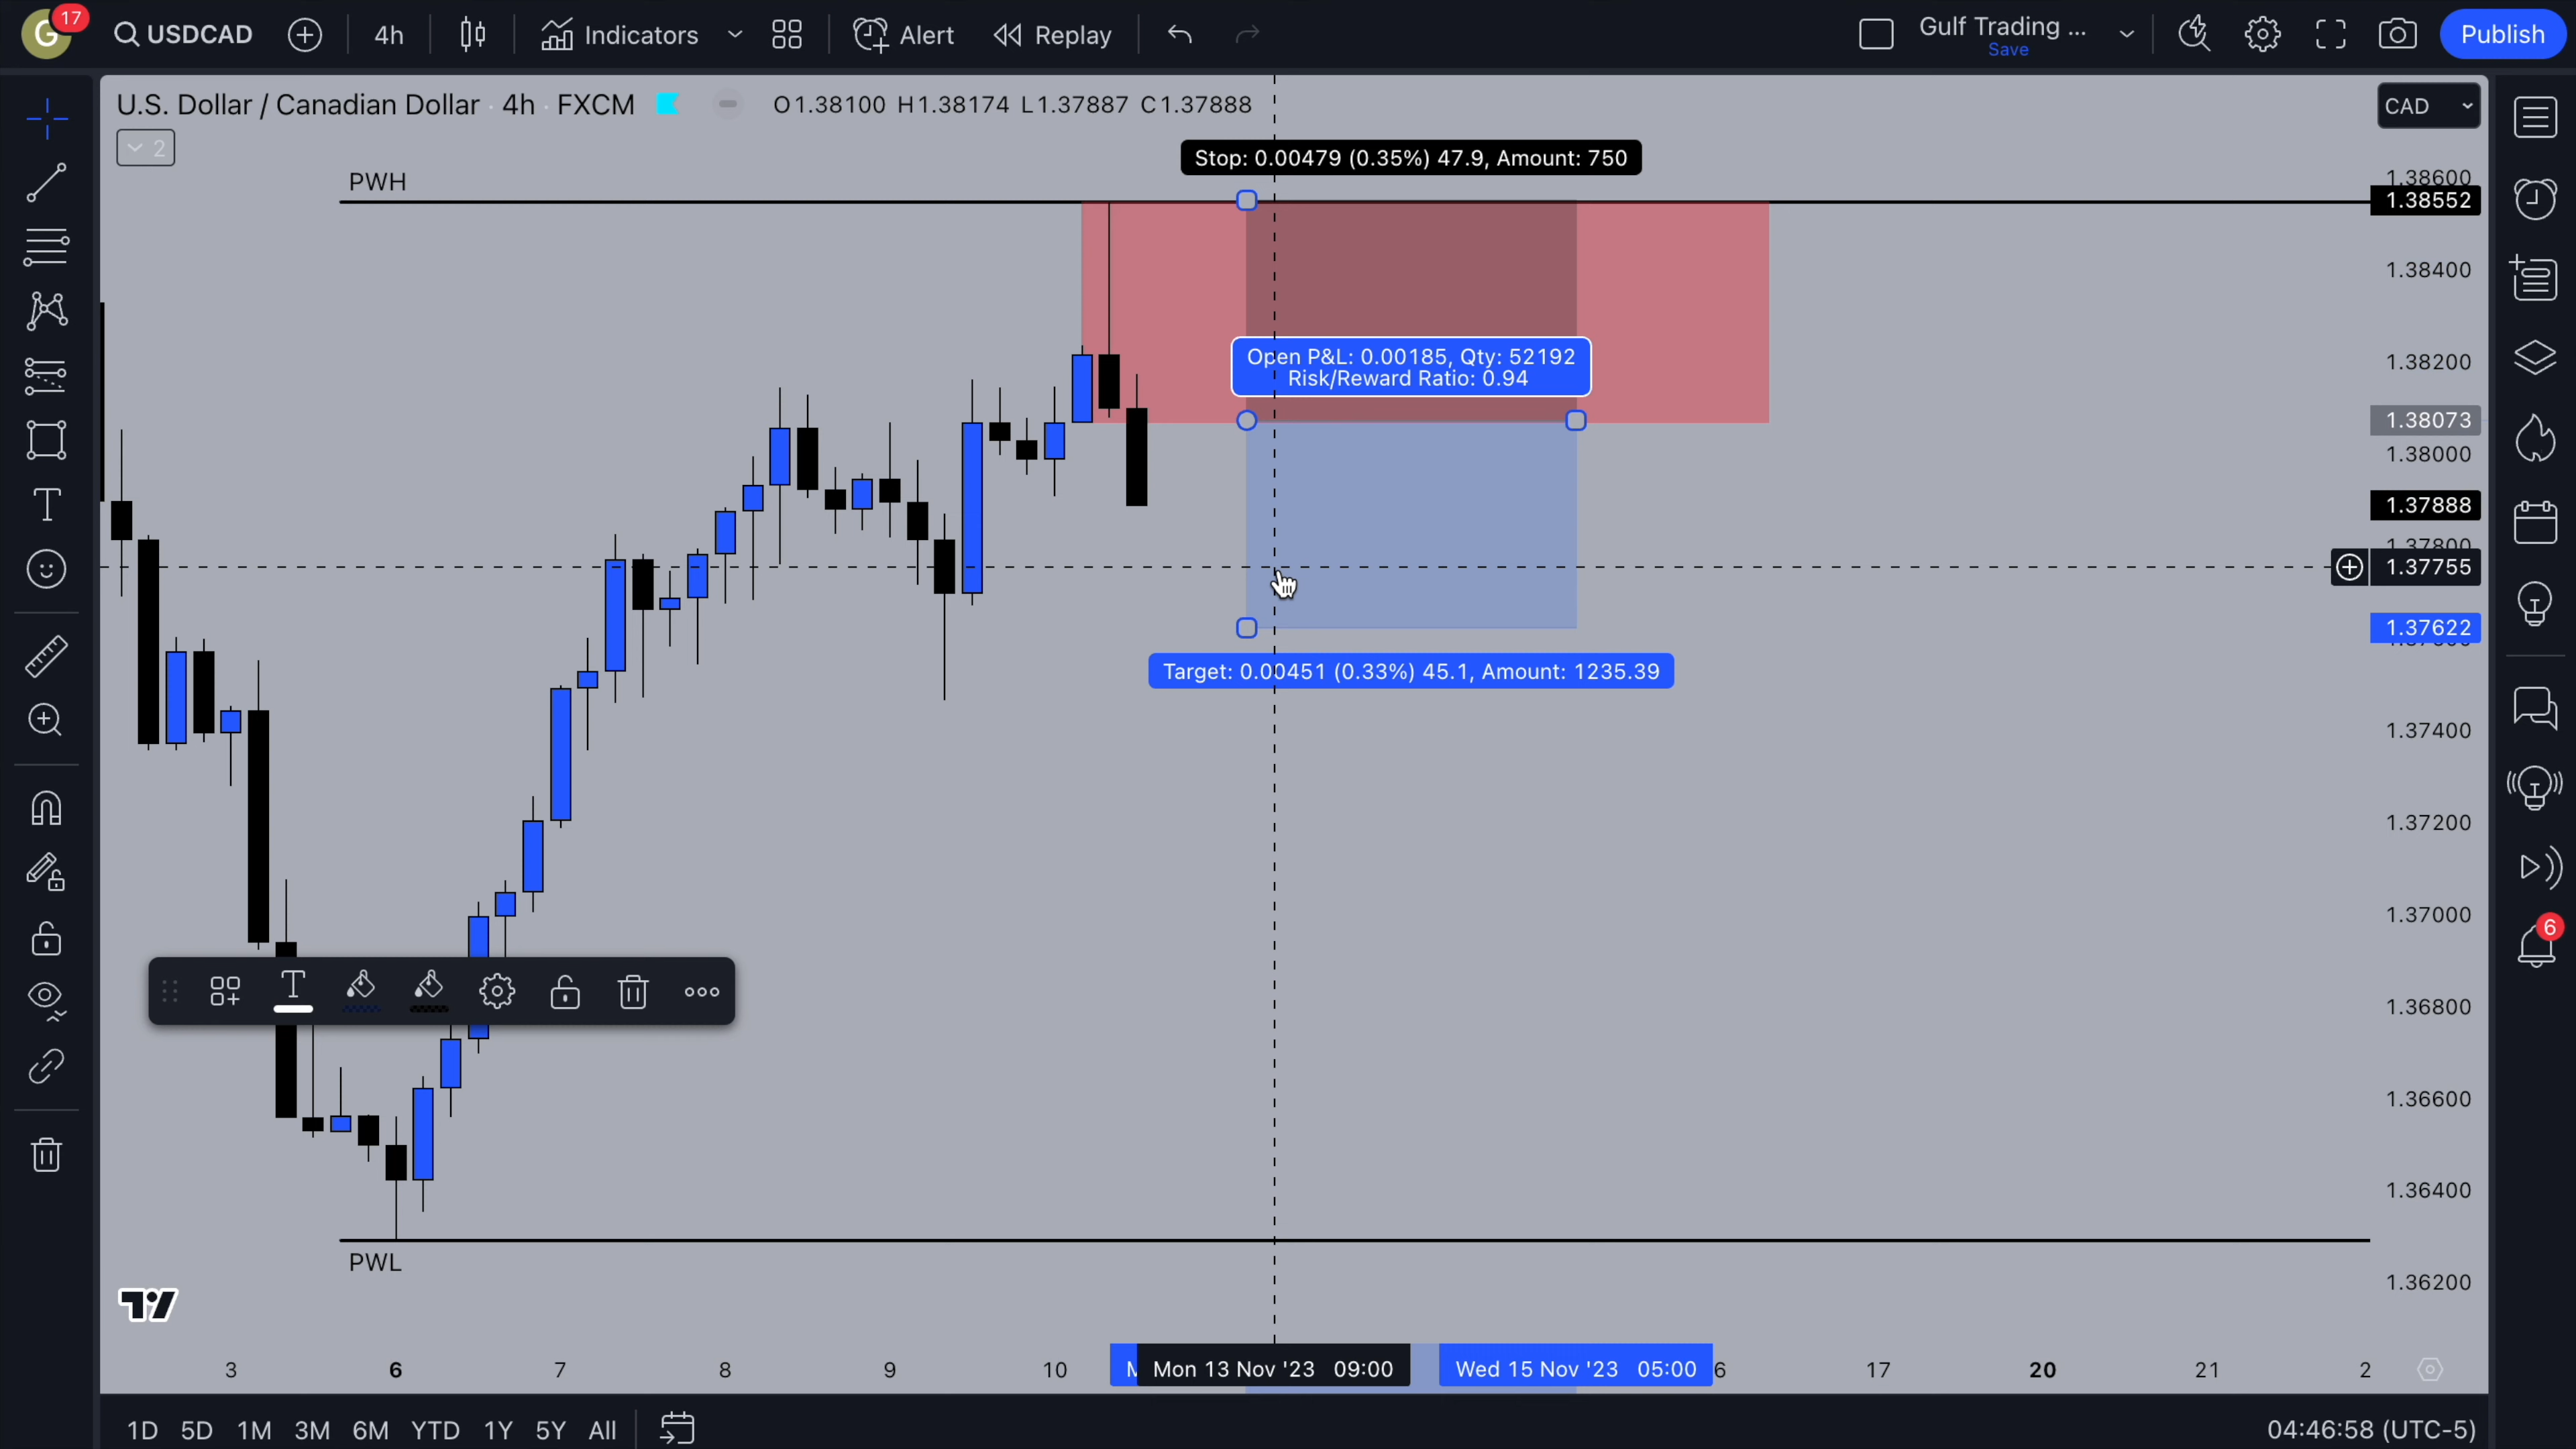 G
17
USDCAD
4h
Indicators
Alert
Replay
Gulf Trading ...
Save
Publish
U.S. Dollar / Canadian Dollar · 4h · FXCM
O1.38100 H1.38174 L1.37887 C1.37888
CAD
2
Stop: 0.00479 (0.35%) 47.9, Amount: 750
PWH
1.38600
1.38552
1.38400
Open P&L: 0.00185, Qty: 52192
Risk/Reward Ratio: 0.94
1.38200
1.38073
1.38000
1.37888
1.37800
1.37755
1.37622
Target: 0.00451 (0.33%) 45.1, Amount: 1235.39
1.37400
1.37200
1.37000
6
1.36800
1.36600
1.36400
PWL
1.36200
3
6
7
8
9
10
Mon 13 Nov '23 09:00
Wed 15 Nov '23 05:00
6
17
20
21
2
1D 5D 1M 3M 6M YTD 1Y 5Y All
04:46:58 (UTC-5)